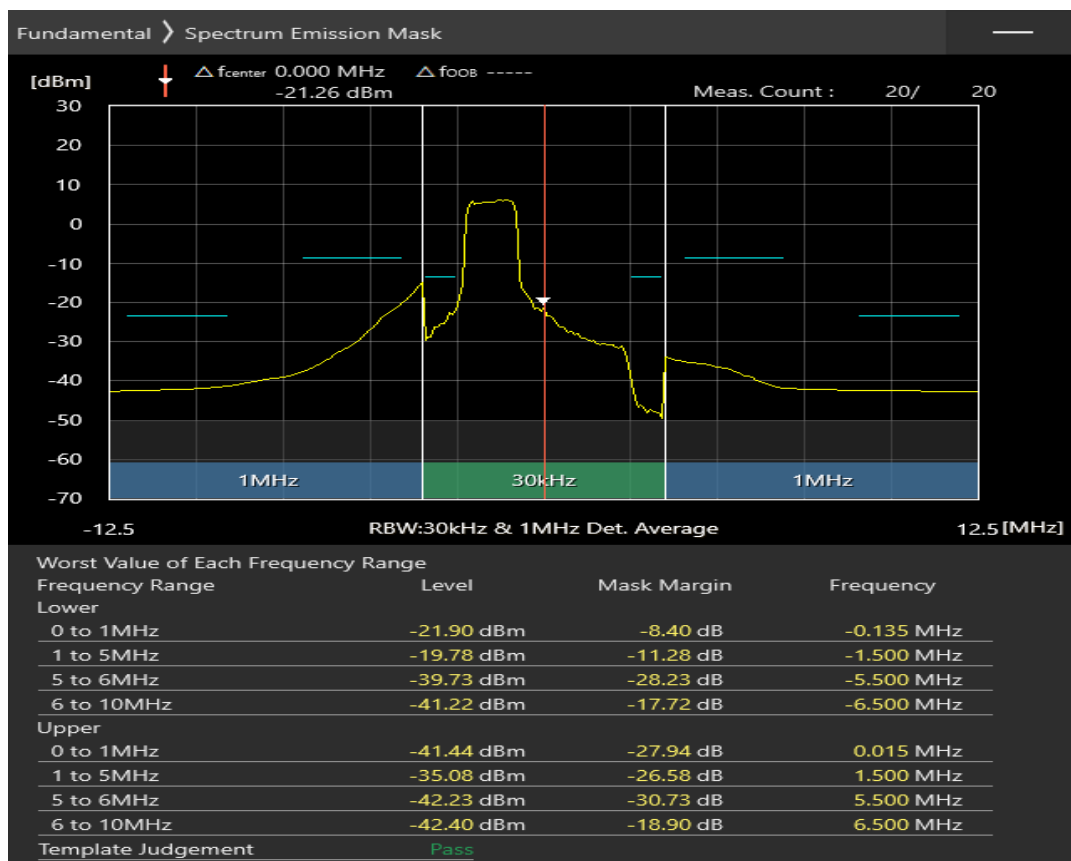 Fundamental ❯ Spectrum Emission Mask
[dBm]
△ fcenter 0.000 MHz △ fOOB -----
-21.26 dBm Meas. Count : 20/ 20
30
20
10
0
-10
-20
-30
-40
-50
-60
-70
1MHz 30kHz 1MHz
-12.5 RBW:30kHz & 1MHz Det. Average 12.5 [MHz]
Worst Value of Each Frequency Range
Frequency Range Level Mask Margin Frequency
Lower
0 to 1MHz -21.90 dBm -8.40 dB -0.135 MHz
1 to 5MHz -19.78 dBm -11.28 dB -1.500 MHz
5 to 6MHz -39.73 dBm -28.23 dB -5.500 MHz
6 to 10MHz -41.22 dBm -17.72 dB -6.500 MHz
Upper
0 to 1MHz -41.44 dBm -27.94 dB 0.015 MHz
1 to 5MHz -35.08 dBm -26.58 dB 1.500 MHz
5 to 6MHz -42.23 dBm -30.73 dB 5.500 MHz
6 to 10MHz -42.40 dBm -18.90 dB 6.500 MHz
Template Judgement Pass